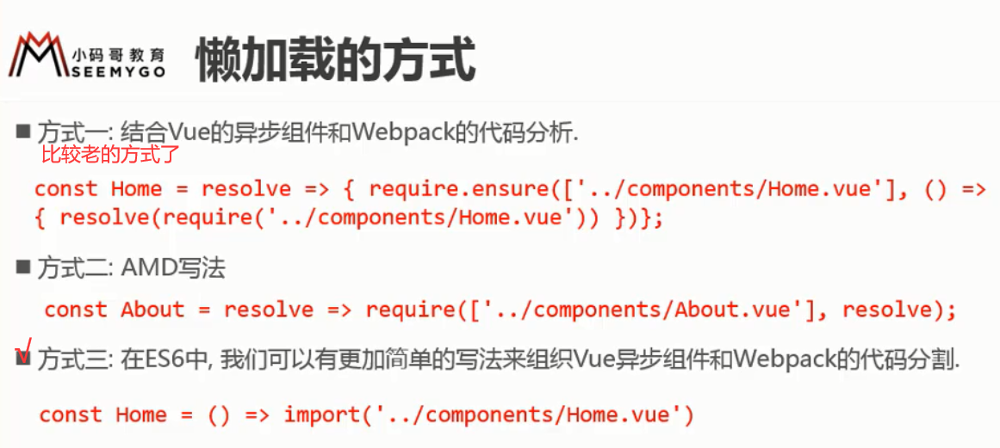 小码哥教育
SEEMYGO
懒加载的方式
■ 方式一: 结合Vue的异步组件和Webpack的代码分析.
比较老的方式了
const Home = resolve => { require.ensure(['../components/Home.vue'], () =>
{ resolve(require('../components/Home.vue')) })};
■ 方式二: AMD写法
const About = resolve => require(['../components/About.vue'], resolve);
√
■ 方式三: 在ES6中, 我们可以有更加简单的写法来组织Vue异步组件和Webpack的代码分割.
const Home = () => import('../components/Home.vue')